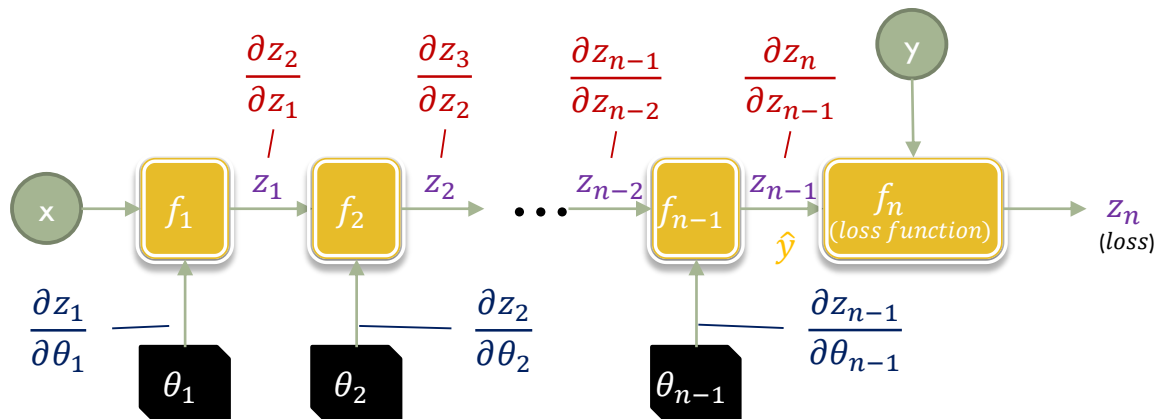 ∂z₂/∂z₁ ∂z₃/∂z₂ ∂zₙ₋₁/∂zₙ₋₂ ∂zₙ/∂zₙ₋₁ y
x f₁ z₁ f₂ z₂ ••• zₙ₋₂ fₙ₋₁ zₙ₋₁ fₙ zₙ
(loss function) (loss)
ŷ
∂z₁/∂θ₁ ∂z₂/∂θ₂ ∂zₙ₋₁/∂θₙ₋₁
θ₁ θ₂ θₙ₋₁